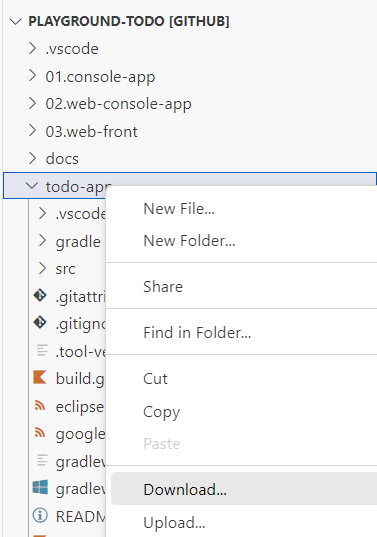 PLAYGROUND-TODO [GITHUB]
.vscode
01.console-app
02.web-console-app
03.web-front
docs
todo-app
.vscode
gradle
src
.gitattri
.gitigno
.tool-ve
build.g
eclipse
google
gradlew
gradlew
READM
New File...
New Folder...
Share
Find in Folder...
Cut
Copy
Paste
Download...
Upload...